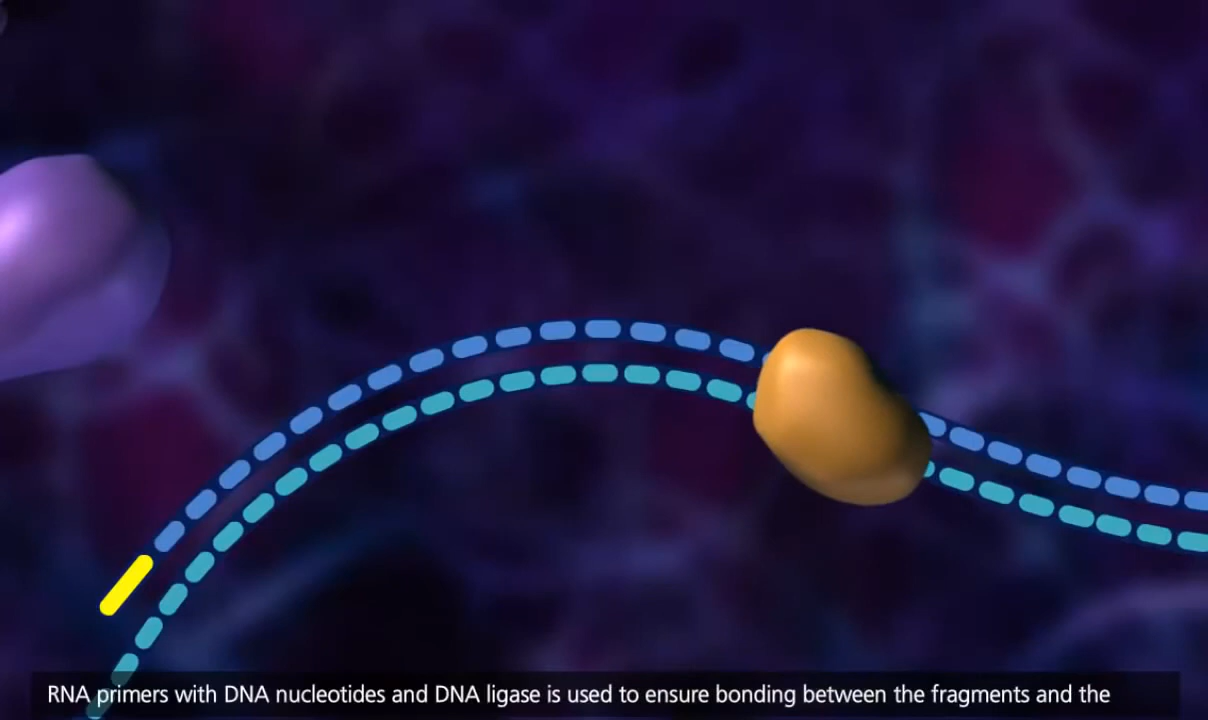 RNA primers with DNA nucleotides and DNA ligase is used to ensure bonding between the fragments and the